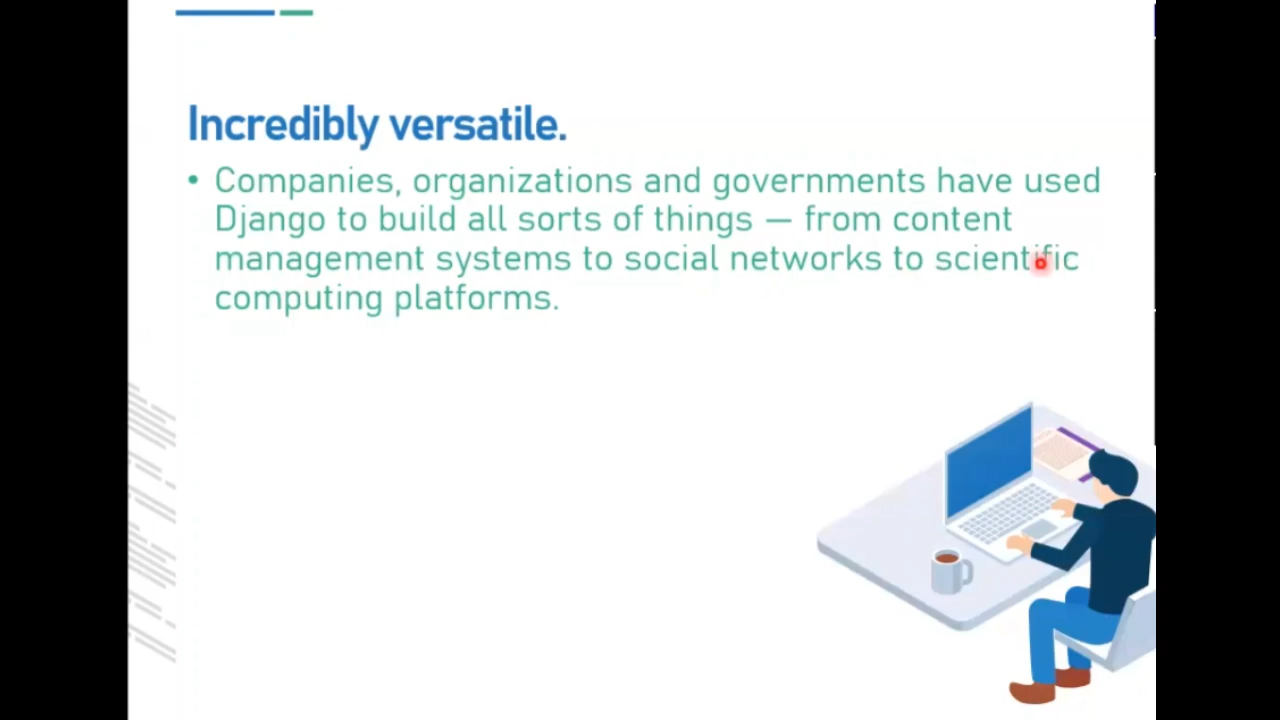 Incredibly versatile.
• Companies, organizations and governments have used
Django to build all sorts of things — from content
management systems to social networks to scientific
computing platforms.